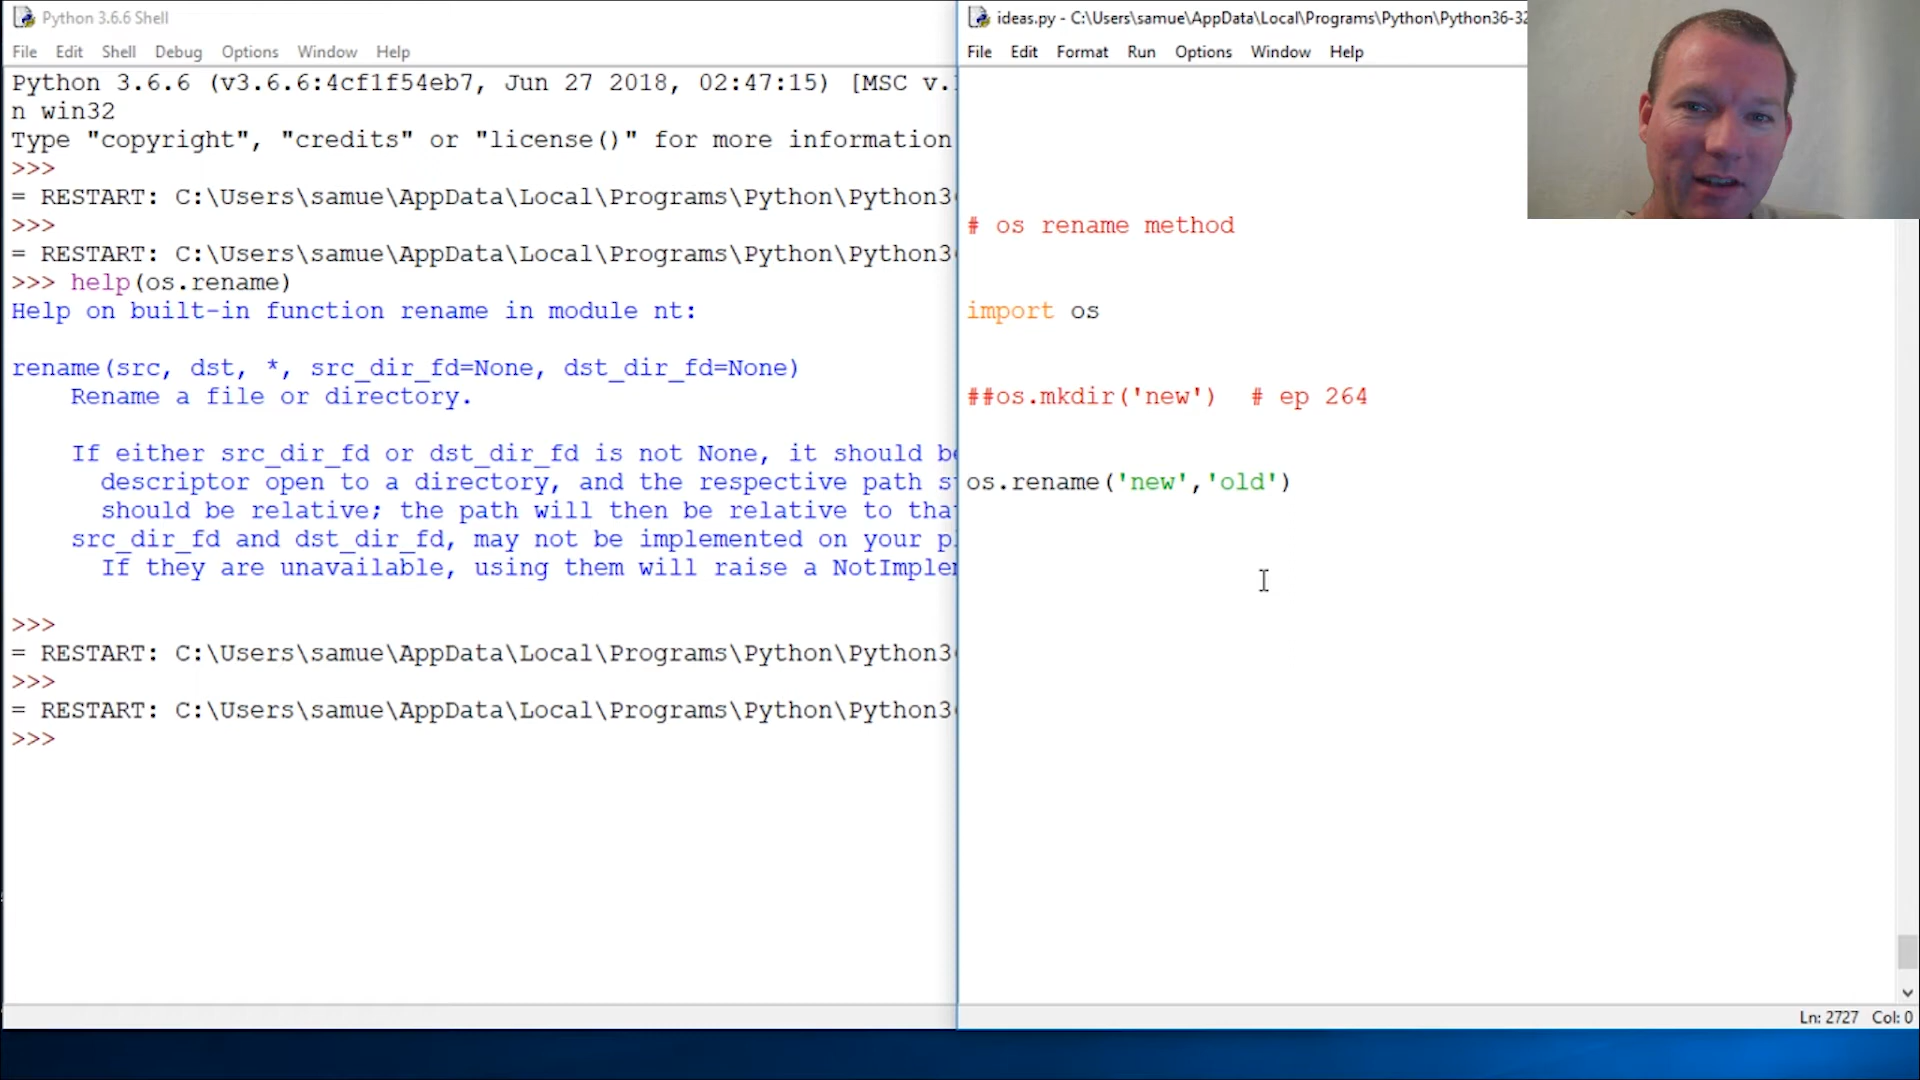 Python 3.6.6 Shell
File Edit Shell Debug Options Window Help
Python 3.6.6 (v3.6.6:4cf1f54eb7, Jun 27 2018, 02:47:15) [MSC v.
n win32
Type "copyright", "credits" or "license()" for more information
>>>
= RESTART: C:\Users\samue\AppData\Local\Programs\Python\Python3
>>>
= RESTART: C:\Users\samue\AppData\Local\Programs\Python\Python3
>>> help(os.rename)
Help on built-in function rename in module nt:
rename(src, dst, *, src_dir_fd=None, dst_dir_fd=None)
Rename a file or directory.
If either src_dir_fd or dst_dir_fd is not None, it should b
descriptor open to a directory, and the respective path s
should be relative; the path will then be relative to tha
src_dir_fd and dst_dir_fd, may not be implemented on your p
If they are unavailable, using them will raise a NotImple
>>>
= RESTART: C:\Users\samue\AppData\Local\Programs\Python\Python3
>>>
= RESTART: C:\Users\samue\AppData\Local\Programs\Python\Python3
>>>
ideas.py - C:\Users\samue\AppData\Local\Programs\Python\Python36-32
File Edit Format Run Options Window Help
# os rename method
import os
##os.mkdir('new') # ep 264
os.rename('new','old')
Ln: 2727 Col: 0